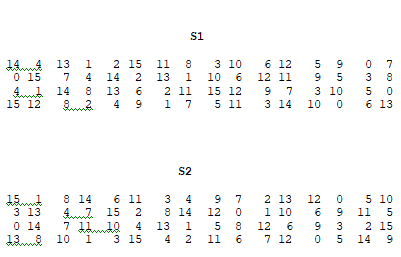 S1
14 4 13 1 2 15 11 8 3 10 6 12 5 9 0 7
0 15 7 4 14 2 13 1 10 6 12 11 9 5 3 8
4 1 14 8 13 6 2 11 15 12 9 7 3 10 5 0
15 12 8 2 4 9 1 7 5 11 3 14 10 0 6 13
S2
15 1 8 14 6 11 3 4 9 7 2 13 12 0 5 10
3 13 4 7 15 2 8 14 12 0 1 10 6 9 11 5
0 14 7 11 10 4 13 1 5 8 12 6 9 3 2 15
13 8 10 1 3 15 4 2 11 6 7 12 0 5 14 9